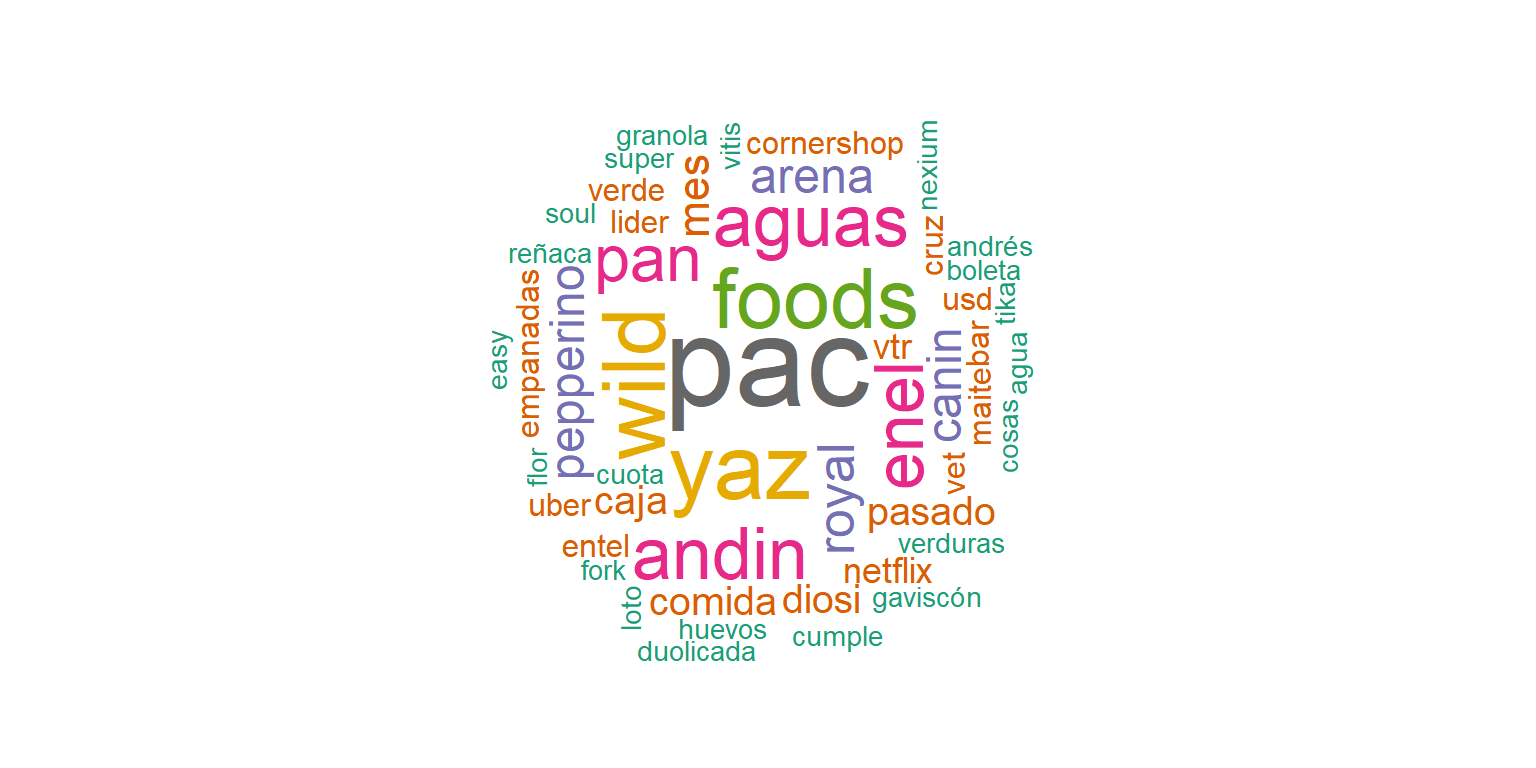 granola
vitis
cornershop
nexium
super
mes
arena
verde
soul
lider
aguas
cruz
andrés
reñaca
pan
boleta
pepperino
empanadas
foods
usd
tika
easy
wild
pac
vtr
enel
canin
maitebar
agua
cosas
flor
cuota
yaz
royal
vet
uber
caja
pasado
entel
andin
verduras
fork
netflix
loto
comida
diosi
gaviscón
huevos
cumple
duolicada